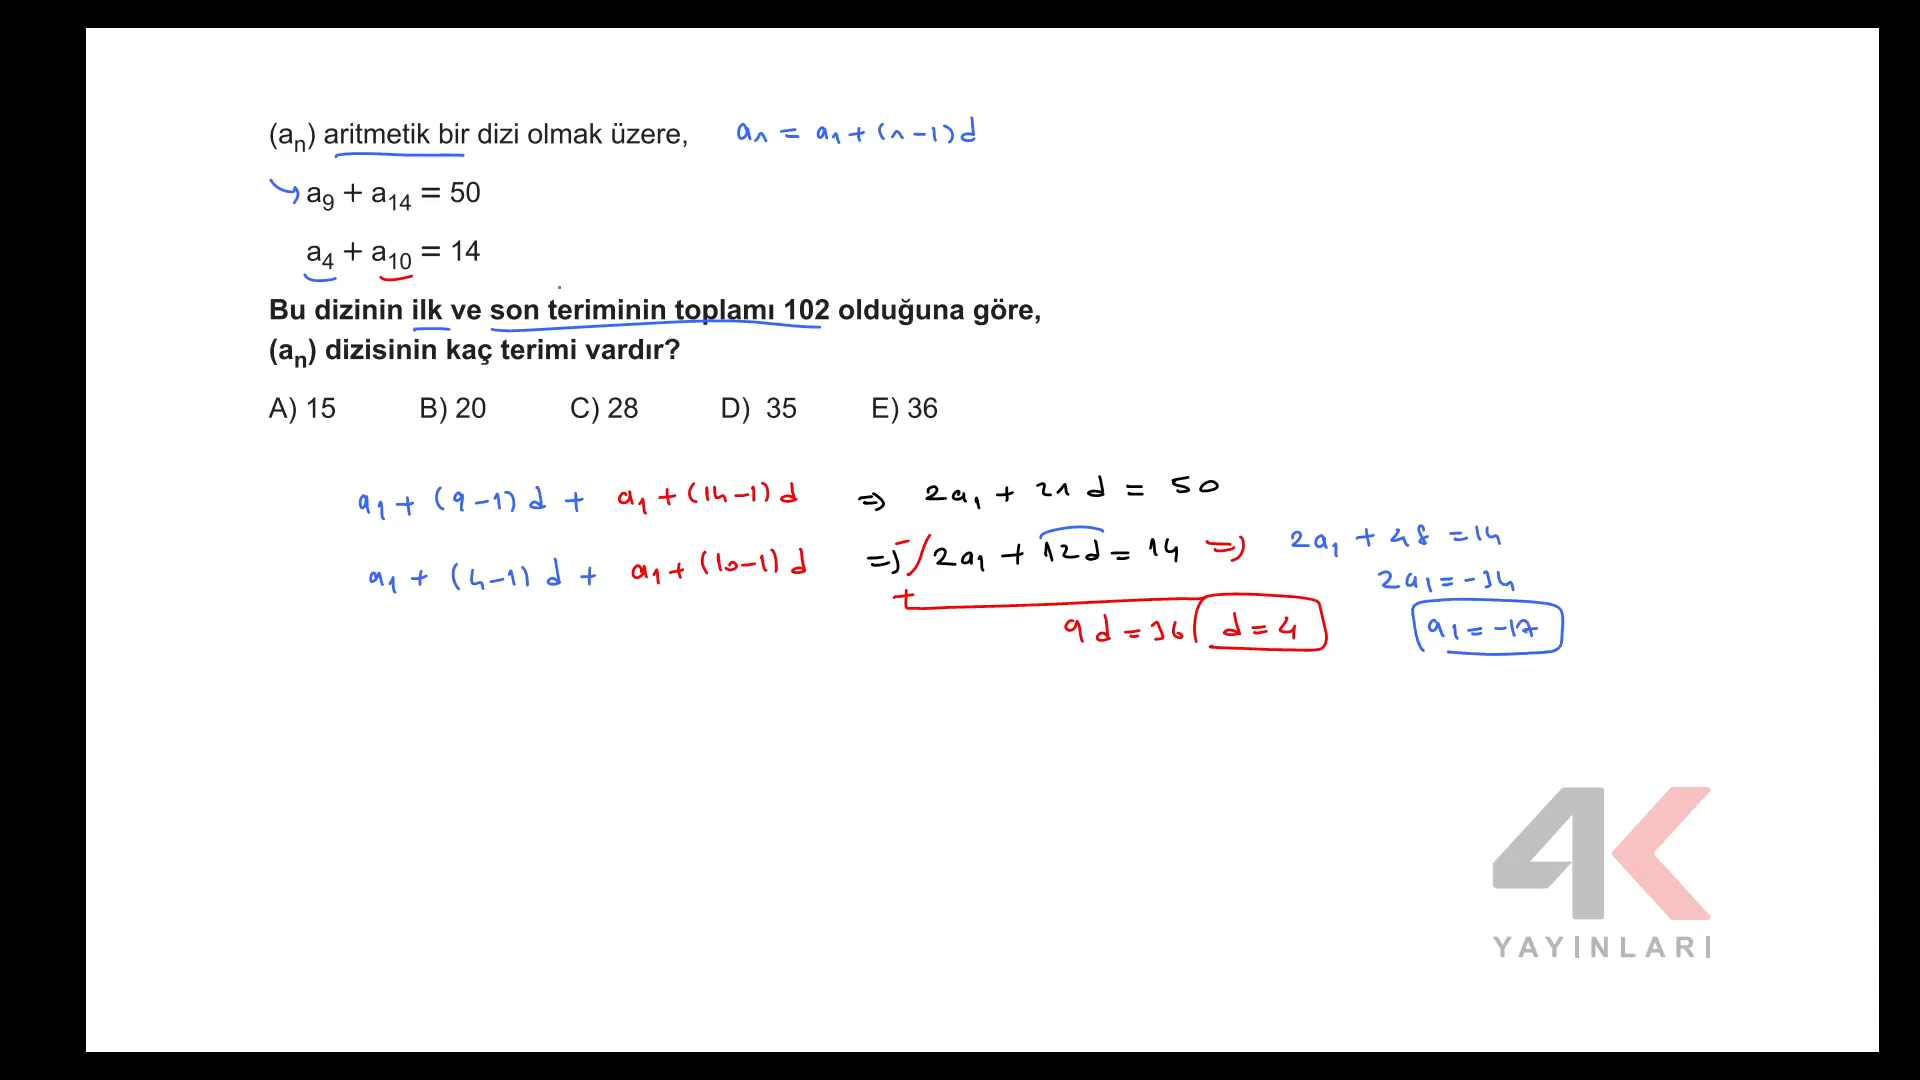 (aₙ) aritmetik bir dizi olmak üzere, aₙ = a₁ + (n-1)d
a₉ + a₁₄ = 50
a₄ + a₁₀ = 14
Bu dizinin ilk ve son teriminin toplamı 102 olduğuna göre,
(aₙ) dizisinin kaç terimi vardır?
A) 15 B) 20 C) 28 D) 35 E) 36
a₁ + (9-1)d + a₁ + (14-1)d => 2a₁ + 21d = 50
a₁ + (4-1)d + a₁ + (10-1)d => -/ 2a₁ + 12d = 14 => 2a₁ + 48 = 14
2a₁ = -34
+
9d = 36 d = 4 a₁ = -17
4K
YAYINLARI